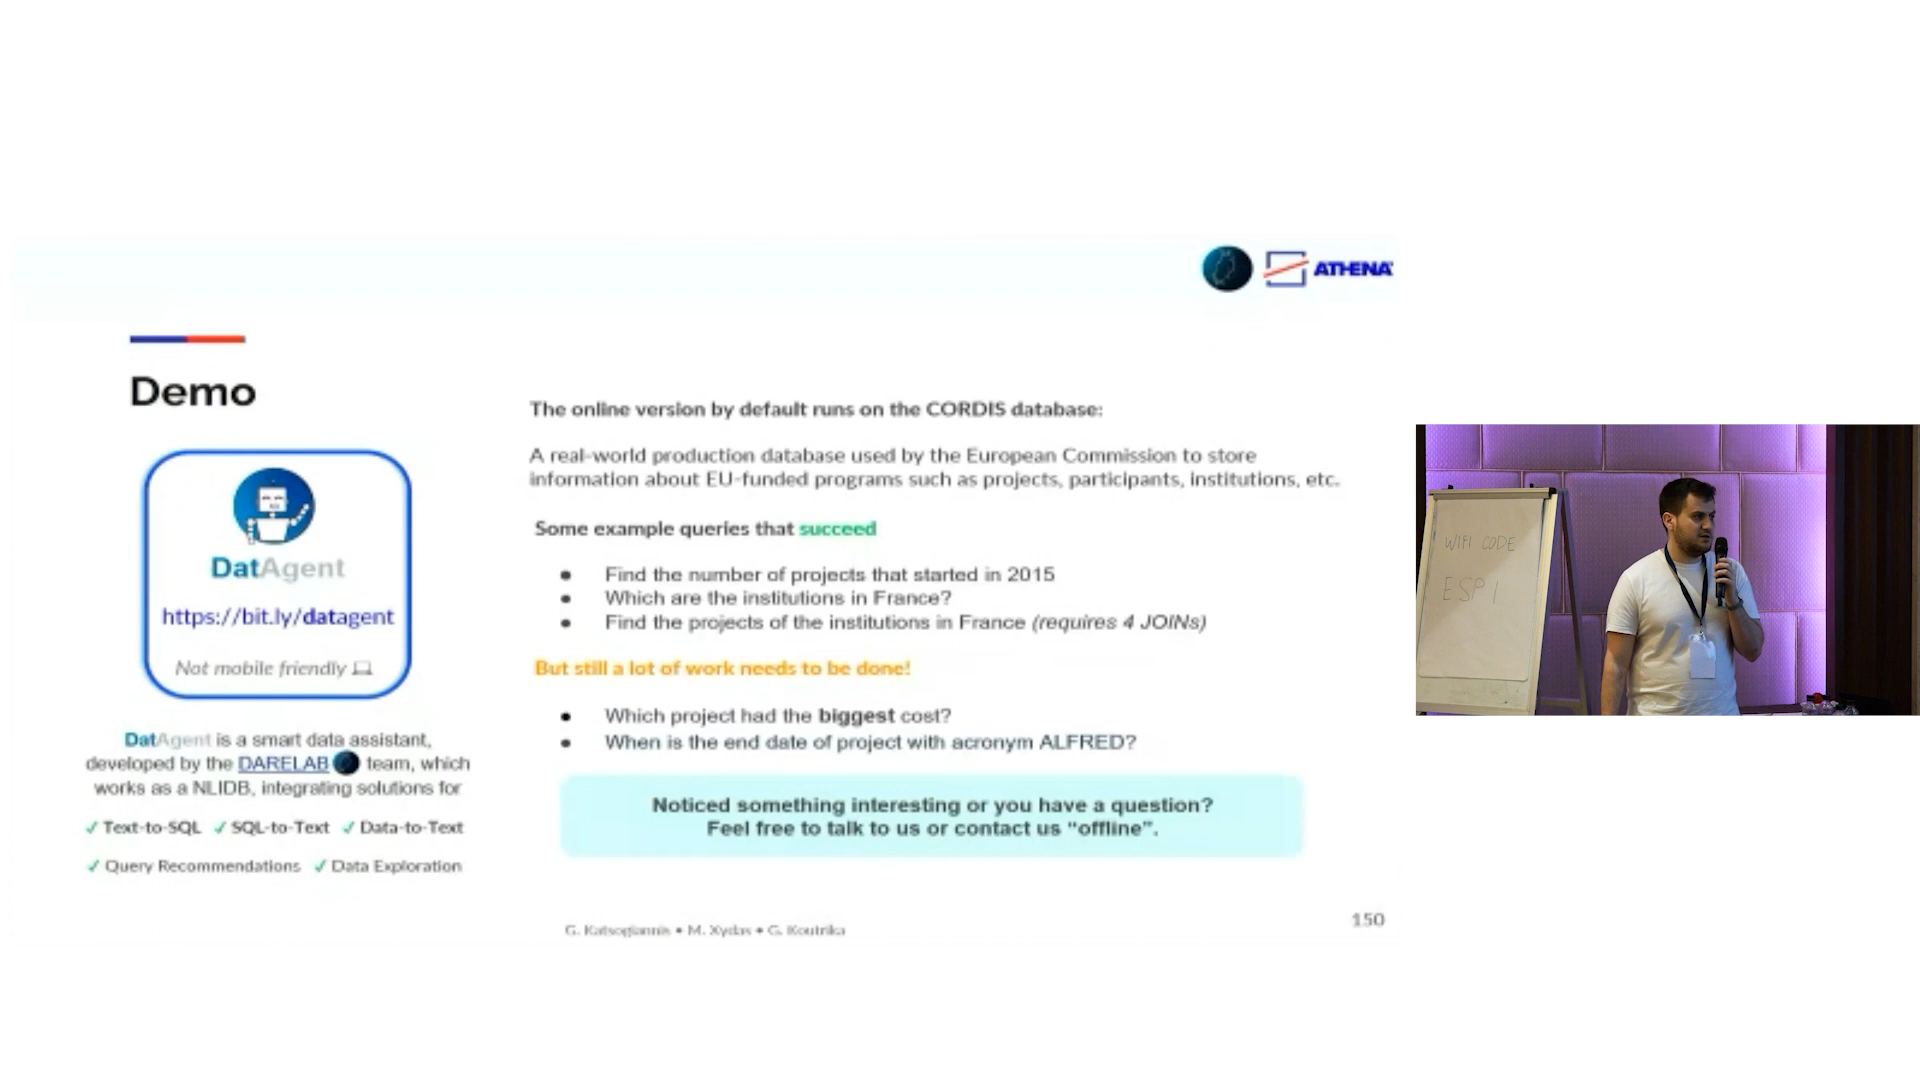 ATHENA
Demo
DatAgent
https://bit.ly/datagent
Not mobile friendly
DatAgent is a smart data assistant,
developed by the DARELAB team, which
works as a NLIDB, integrating solutions for
✓ Text-to-SQL ✓ SQL-to-Text ✓ Data-to-Text
✓ Query Recommendations ✓ Data Exploration
The online version by default runs on the CORDIS database:
A real-world production database used by the European Commission to store
information about EU-funded programs such as projects, participants, institutions, etc.
Some example queries that succeed
● Find the number of projects that started in 2015
● Which are the institutions in France?
● Find the projects of the institutions in France (requires 4 JOINs)
But still a lot of work needs to be done!
● Which project had the biggest cost?
● When is the end date of project with acronym ALFRED?
Noticed something interesting or you have a question?
Feel free to talk to us or contact us "offline".
G. Katsogiannis • M. Xydas • G. Koutrika
150
WIFI CODE
ESP1